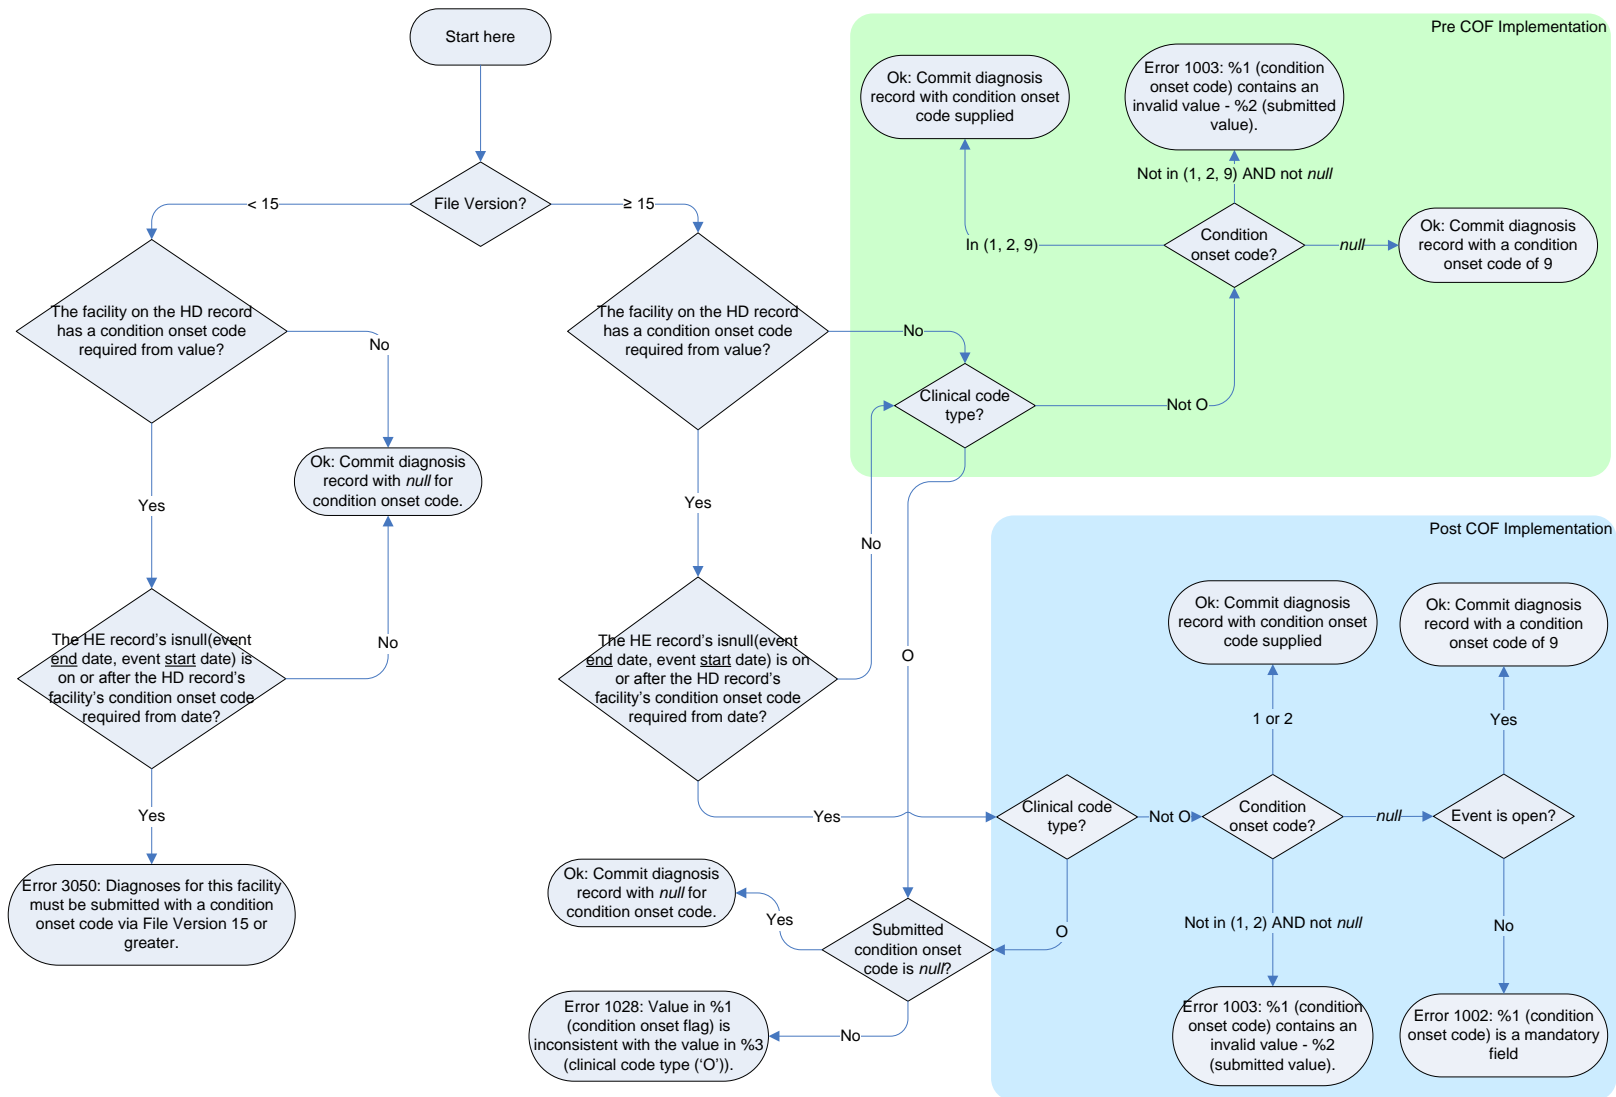 Start here
Pre COF Implementation
Ok: Commit diagnosis
record with condition onset
code supplied
Error 1003: %1 (condition
onset code) contains an
invalid value - %2 (submitted
value).
Not in (1, 2, 9) AND not null
File Version?
< 15
≥ 15
In (1, 2, 9)
Condition
onset code?
null
Ok: Commit diagnosis
record with a condition
onset code of 9
The facility on the HD record
has a condition onset code
required from value?
No
The facility on the HD record
has a condition onset code
required from value?
No
Clinical code
type?
Not O
Ok: Commit diagnosis
record with null for
condition onset code.
Yes
Yes
No
Post COF Implementation
The HE record's isnull(event
end date, event start date) is
on or after the HD record's
facility's condition onset code
required from date?
No
The HE record's isnull(event
end date, event start date) is on
or after the HD record's
facility's condition onset code
required from date?
O
Ok: Commit diagnosis
record with condition onset
code supplied
Ok: Commit diagnosis
record with a condition
onset code of 9
1 or 2
Yes
Yes
Yes
Clinical code
type?
Not O
Condition
onset code?
null
Event is open?
Error 3050: Diagnoses for this facility
must be submitted with a condition
onset code via File Version 15 or
greater.
Ok: Commit diagnosis
record with null for
condition onset code.
Yes
Submitted
condition onset
code is null?
O
Not in (1, 2) AND not null
No
Error 1028: Value in %1
(condition onset flag) is
inconsistent with the value in %3
(clinical code type ('O')).
No
Error 1003: %1 (condition
onset code) contains an
invalid value - %2
(submitted value).
Error 1002: %1 (condition
onset code) is a mandatory
field